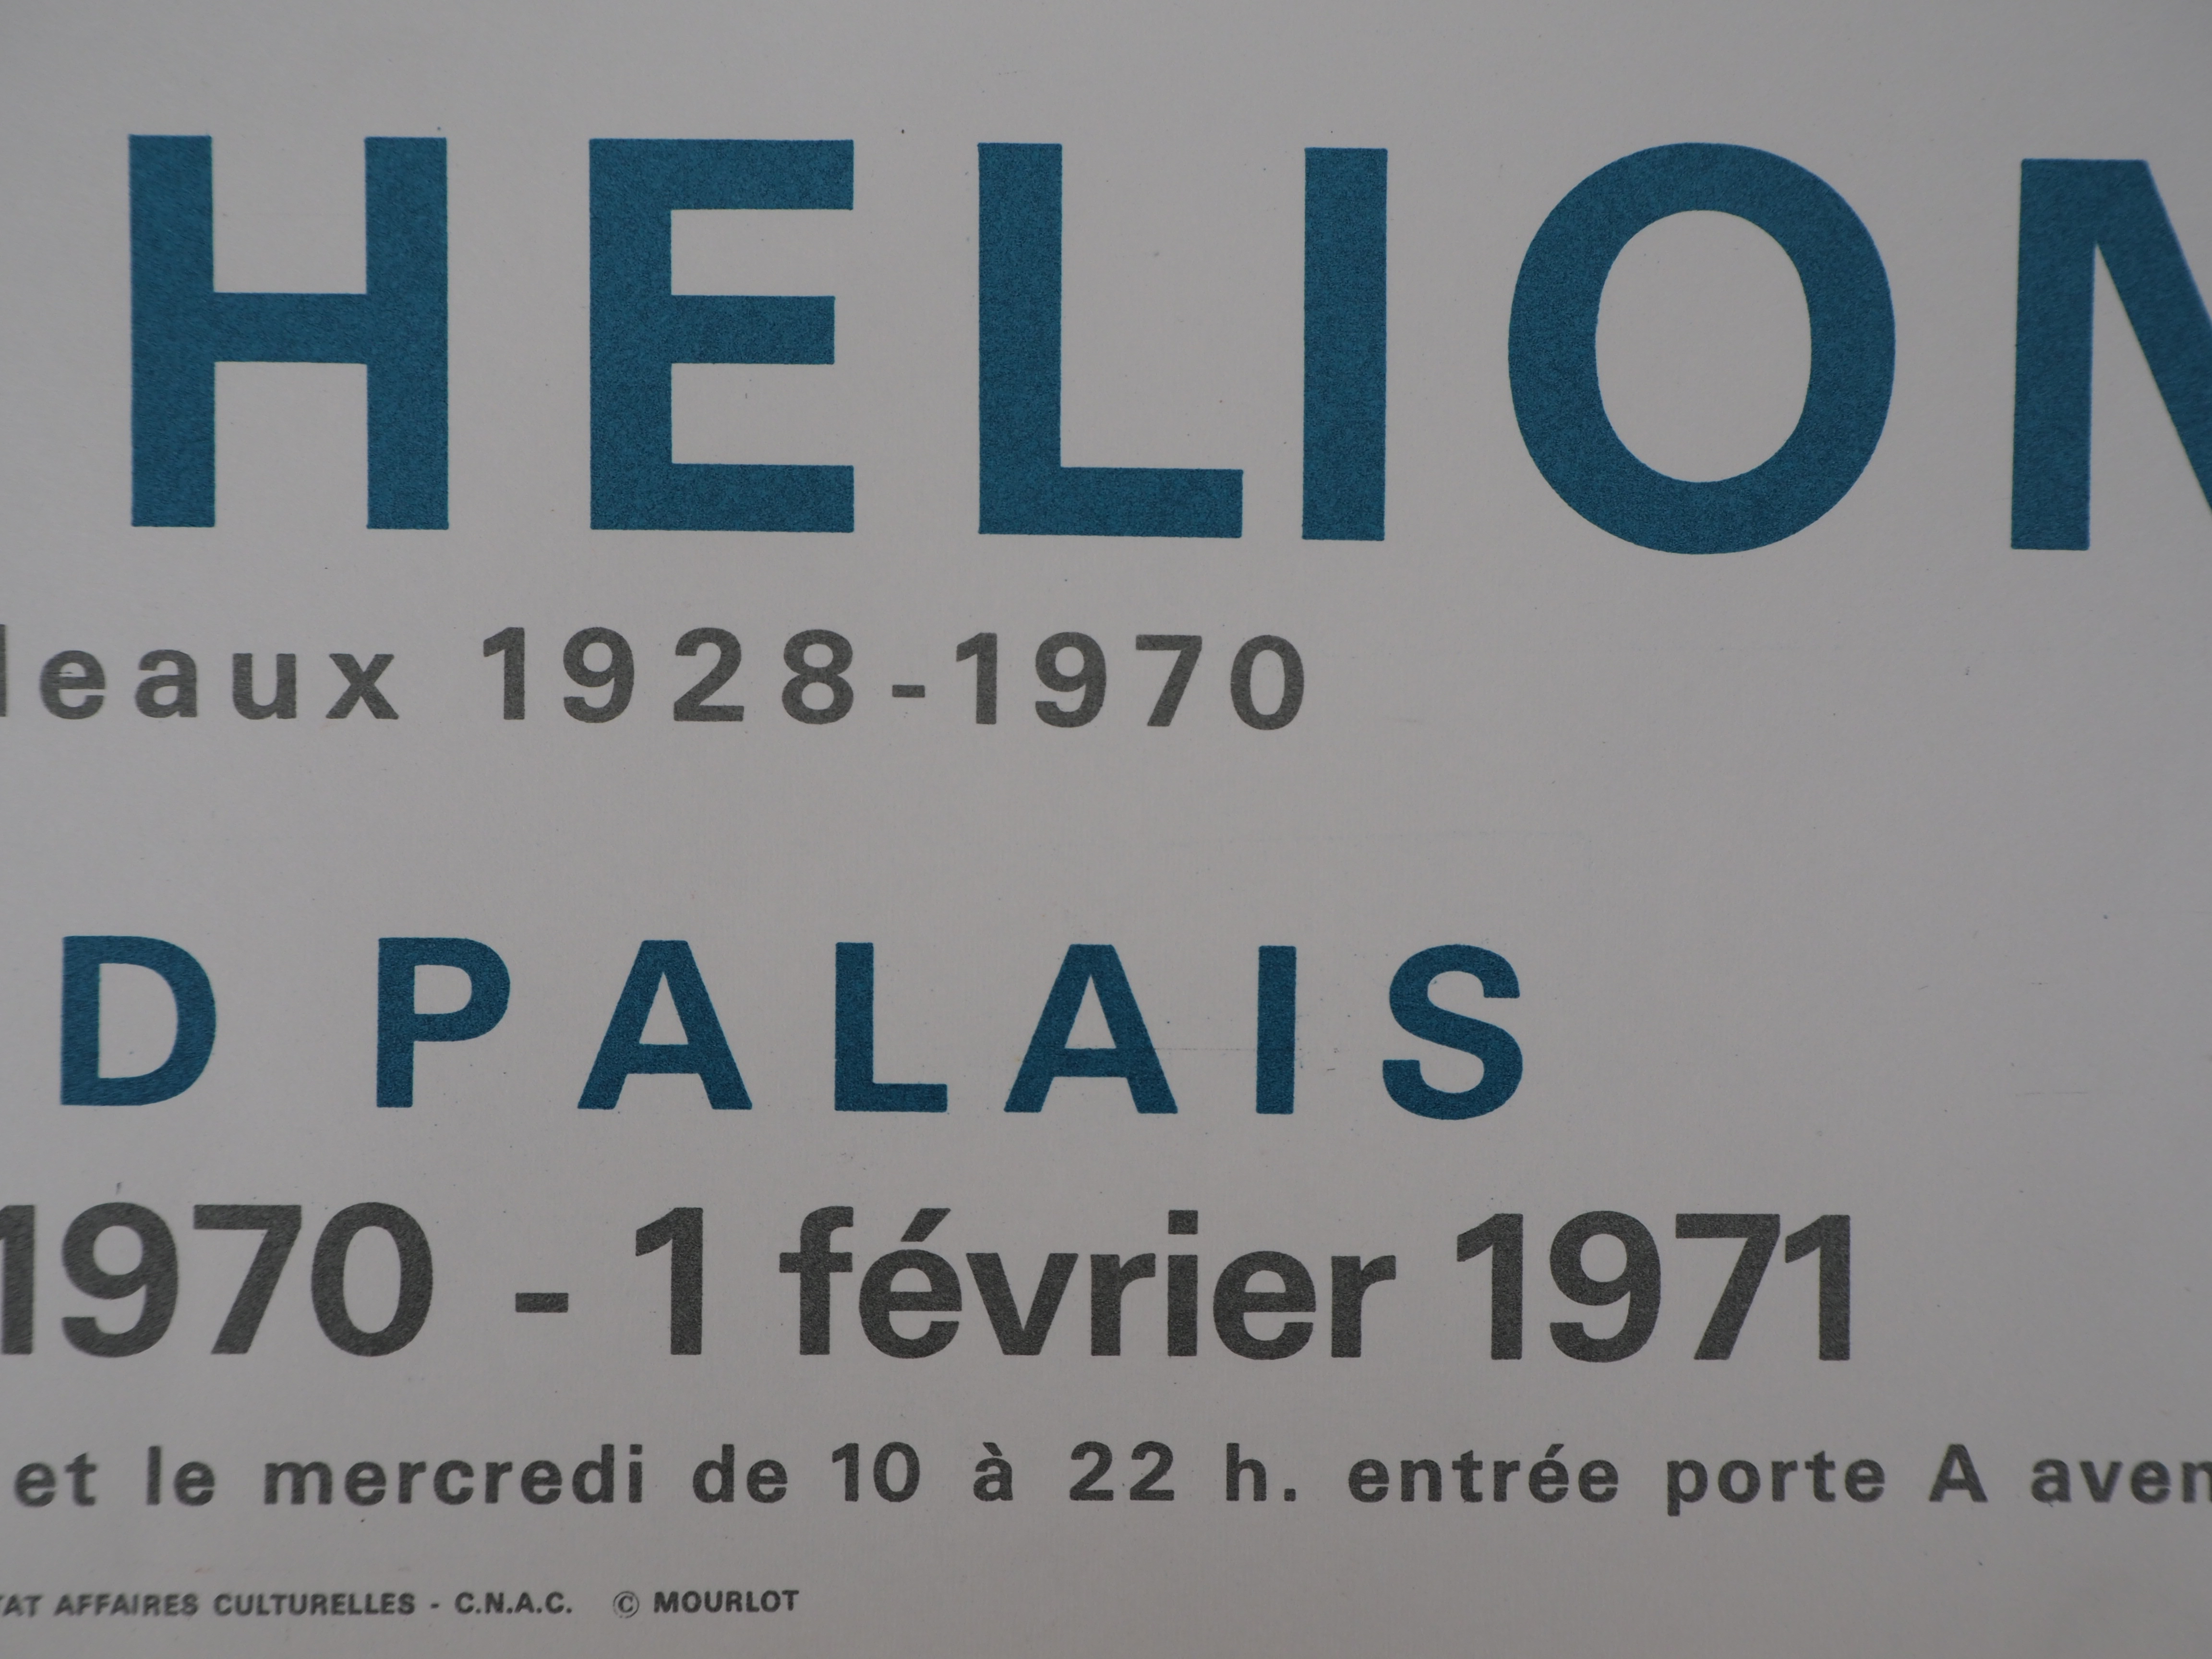 HELION
leaux 1928-1970
D PALAIS
1970 - 1 février 1971
et le mercredi de 10 à 22 h. entrée porte A aven
TAT AFFAIRES CULTURELLES - C.N.A.C. © MOURLOT